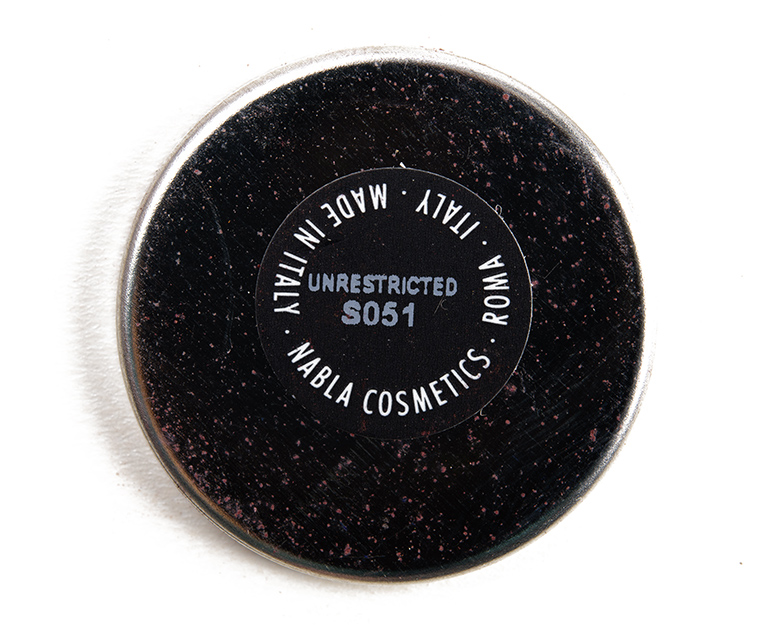 UNRESTRICTED
S051
NABLA COSMETICS · ROMA · ITALY · MADE IN ITALY ·